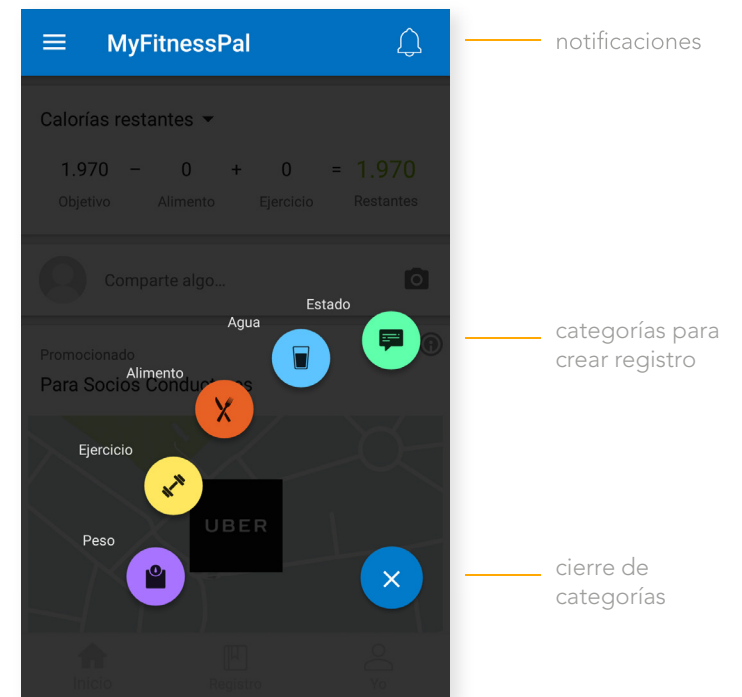 MyFitnessPal
notificaciones
Calorías restantes
1.970 − 0 + 0 = 1.970
Objetivo Alimento Ejercicio Restantes
Comparte algo...
Estado
Agua
categorías para
crear registro
Promocionado
Alimento
Para Socios Conductores
Ejercicio
UBER
Peso
cierre de
categorías
Inicio Registro Yo